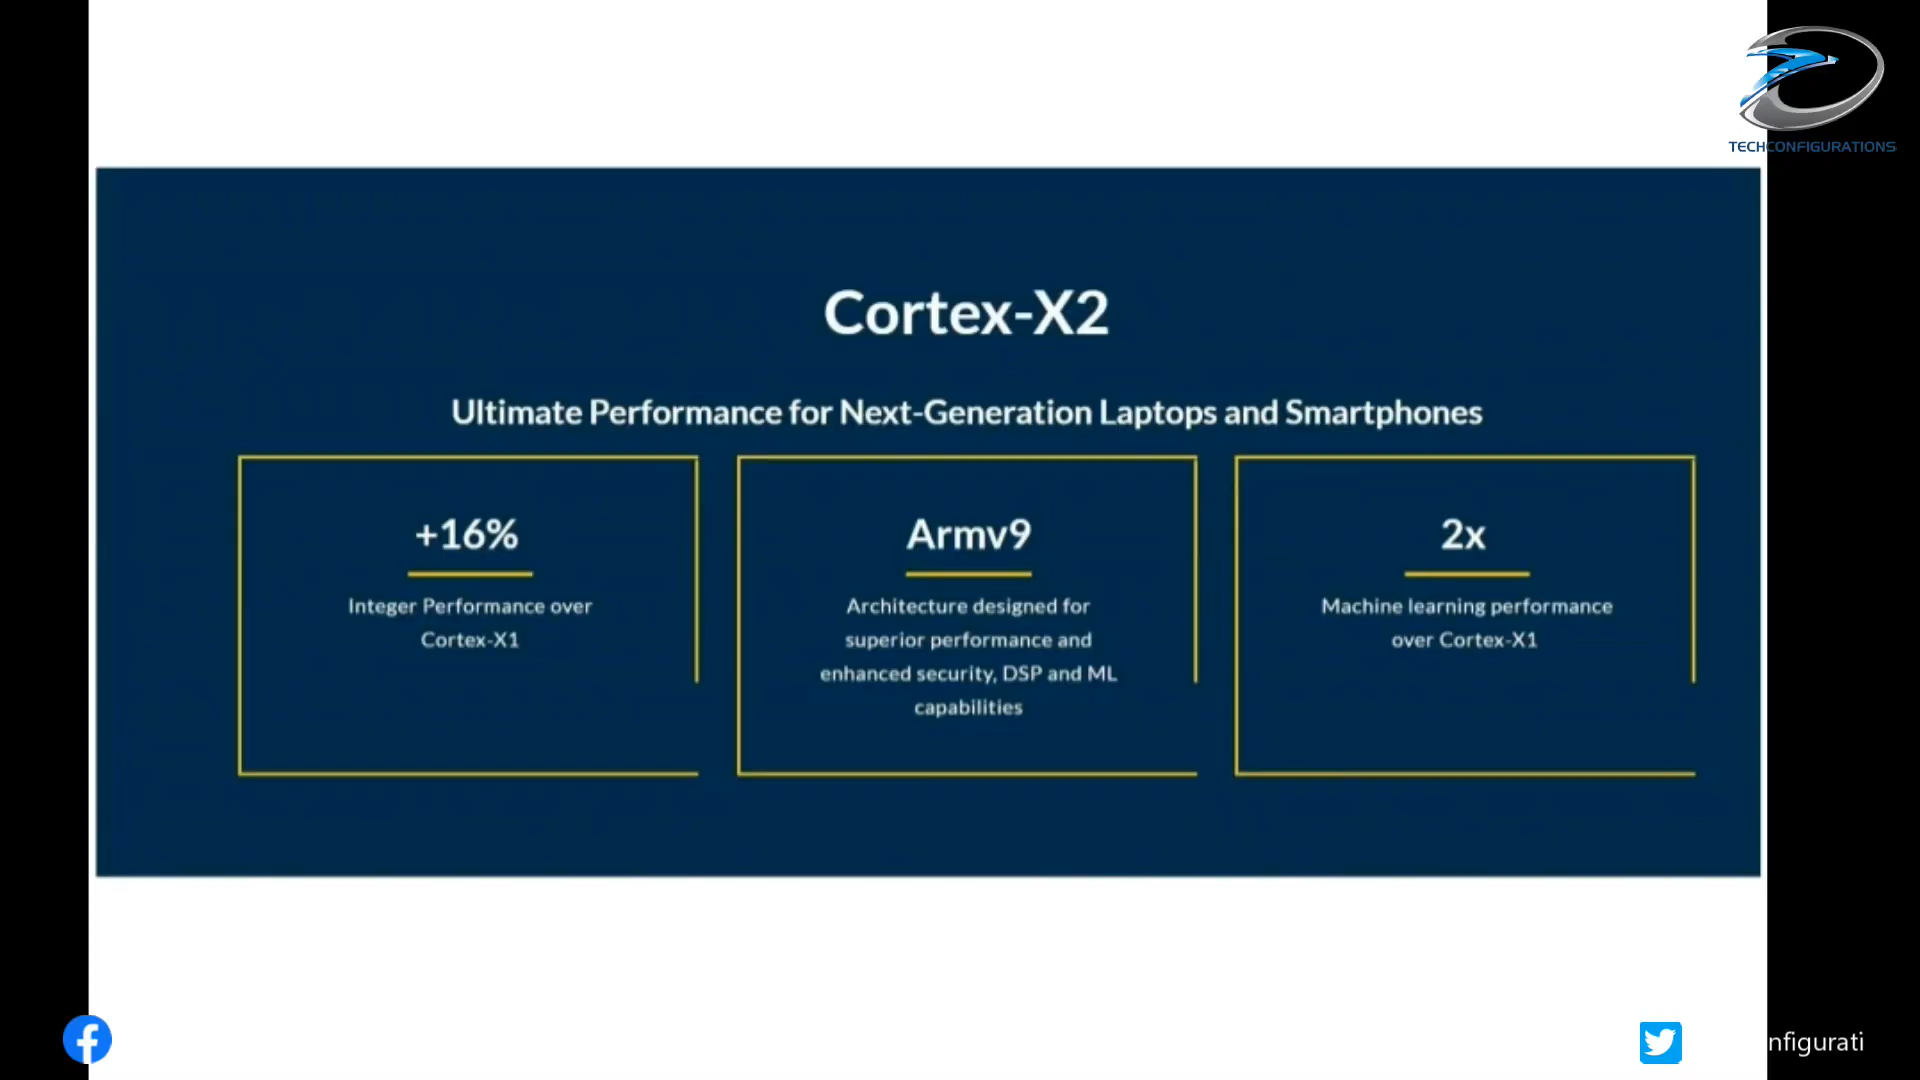 TECHCONFIGURATIONS
Cortex-X2
Ultimate Performance for Next-Generation Laptops and Smartphones
+16%
Integer Performance over
Cortex-X1
Armv9
Architecture designed for
superior performance and
enhanced security, DSP and ML
capabilities
2x
Machine learning performance
over Cortex-X1
nfigurati